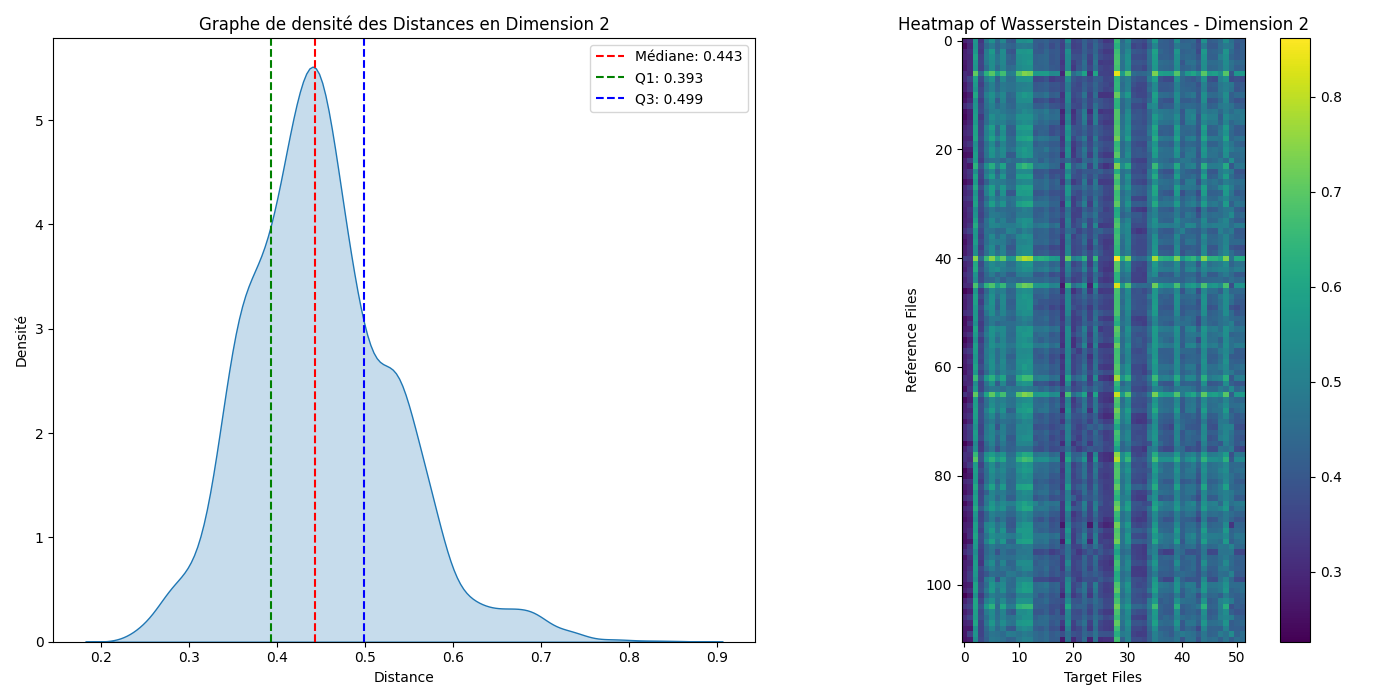 Graphe de densité des Distances en Dimension 2
Médiane: 0.443
Q1: 0.393
Q3: 0.499
Densité
5
4
3
2
1
0
0.2 0.3 0.4 0.5 0.6 0.7 0.8 0.9
Distance
Heatmap of Wasserstein Distances - Dimension 2
Reference Files
0
20
40
60
80
100
0 10 20 30 40 50
Target Files
0.8
0.7
0.6
0.5
0.4
0.3